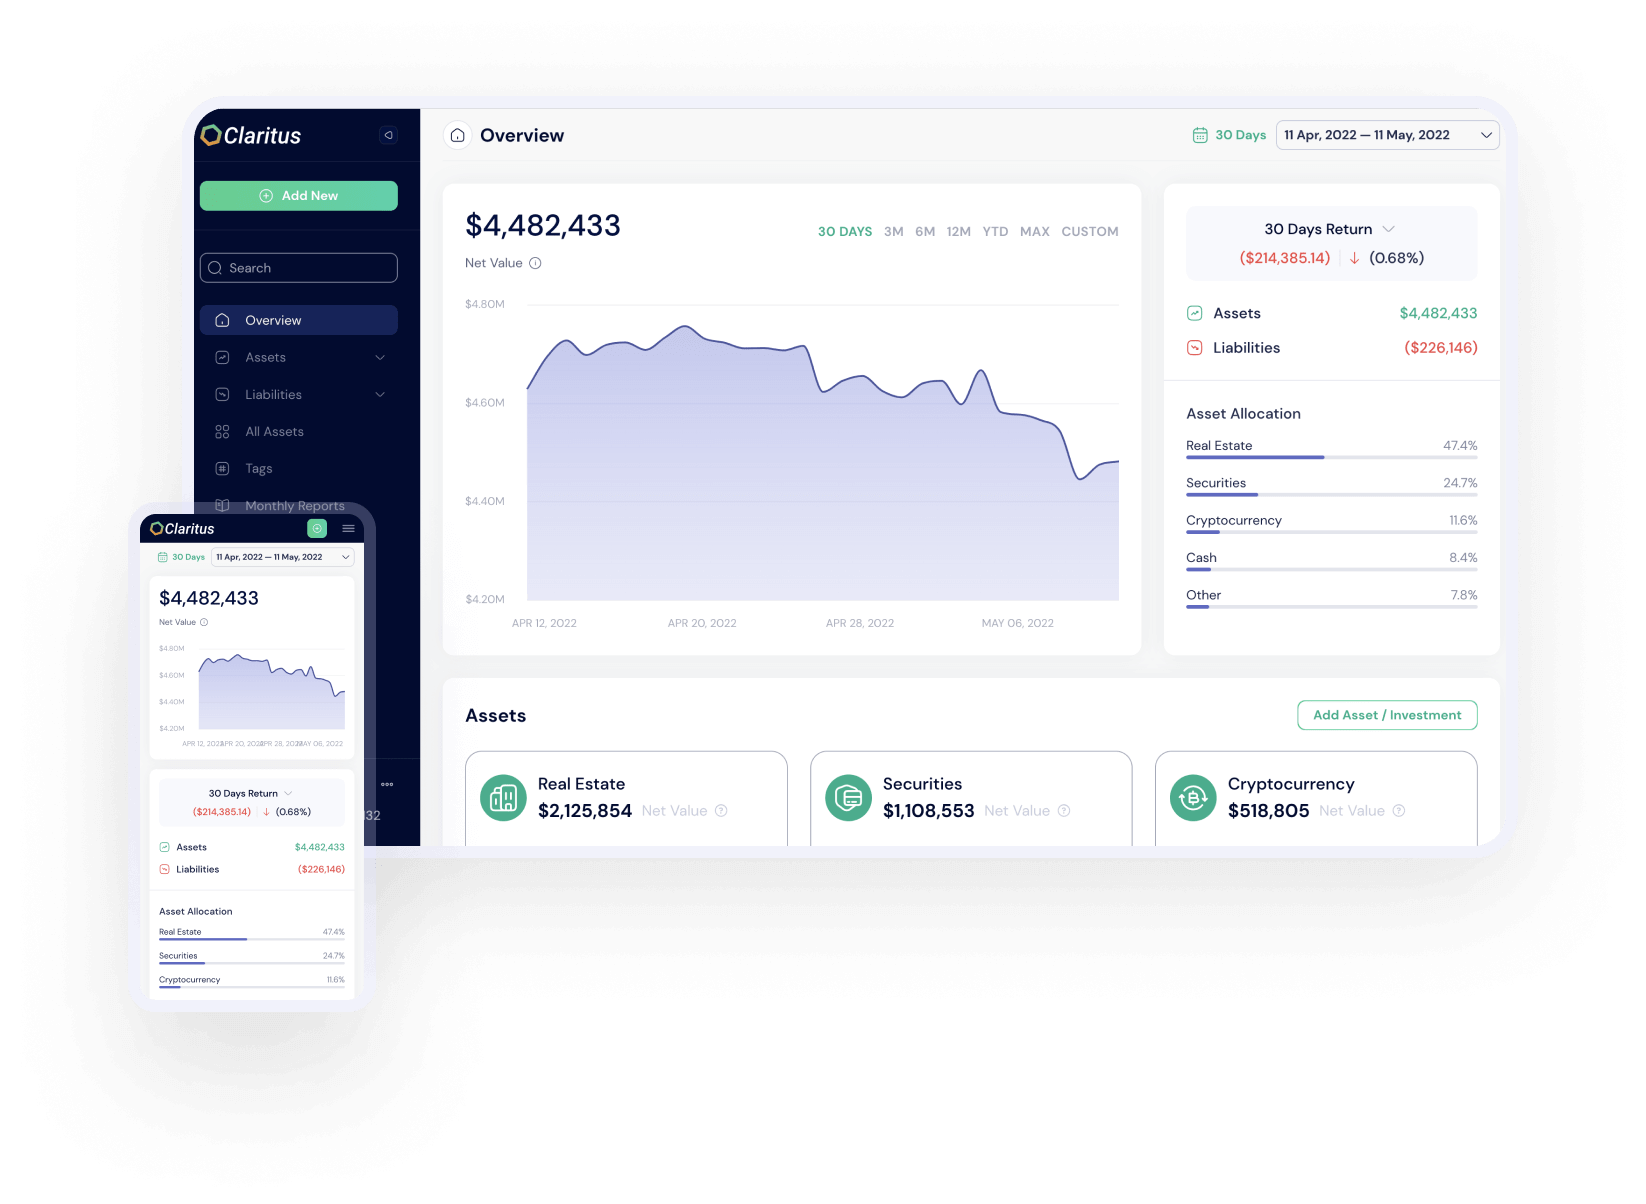 Claritus
Add New
Search
Overview
Assets
Liabilities
All Assets
Tags
Monthly Reports
132
Overview
30 Days
11 Apr, 2022 — 11 May, 2022
$4,482,433
Net Value
30 DAYS 3M 6M 12M YTD MAX CUSTOM
$4.80M
$4.60M
$4.40M
$4.20M
APR 12, 2022 APR 20, 2022 APR 28, 2022 MAY 06, 2022
30 Days Return
($214,385.14) (0.68%)
Assets $4,482,433
Liabilities ($226,146)
Asset Allocation
Real Estate 47.4%
Securities 24.7%
Cryptocurrency 11.6%
Cash 8.4%
Other 7.8%
Assets
Add Asset / Investment
Real Estate
$2,125,854 Net Value
Securities
$1,108,553 Net Value
Cryptocurrency
$518,805 Net Value
Claritus
30 Days
11 Apr, 2022 — 11 May, 2022
$4,482,433
Net Value
$4.80M
$4.60M
$4.40M
$4.20M
APR 12, 2022 APR 20, 2022 APR 28, 2022 MAY 06, 2022
30 Days Return
($214,385.14) (0.68%)
Assets $4,482,433
Liabilities ($226,146)
Asset Allocation
Real Estate 47.4%
Securities 24.7%
Cryptocurrency 11.6%